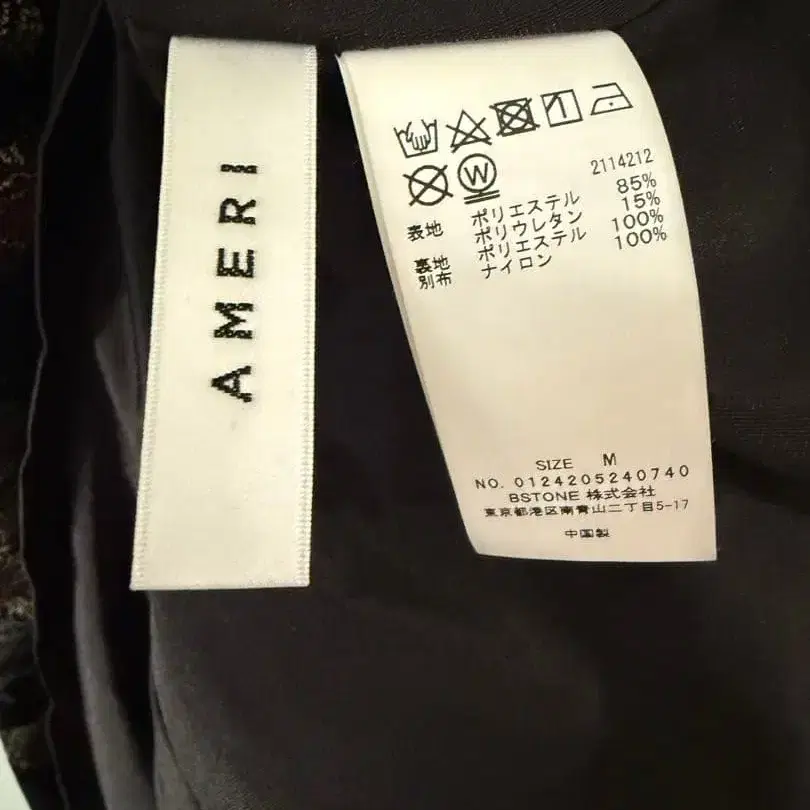 AMERI
W
2114212
表地 ポリエステル 85%
ポリウレタン 15%
裏地 ポリエステル 100%
別布 ナイロン 100%
SIZE M
NO. 0124205240740
BSTONE 株式会社
東京都港区南青山二丁目5-17
中国製